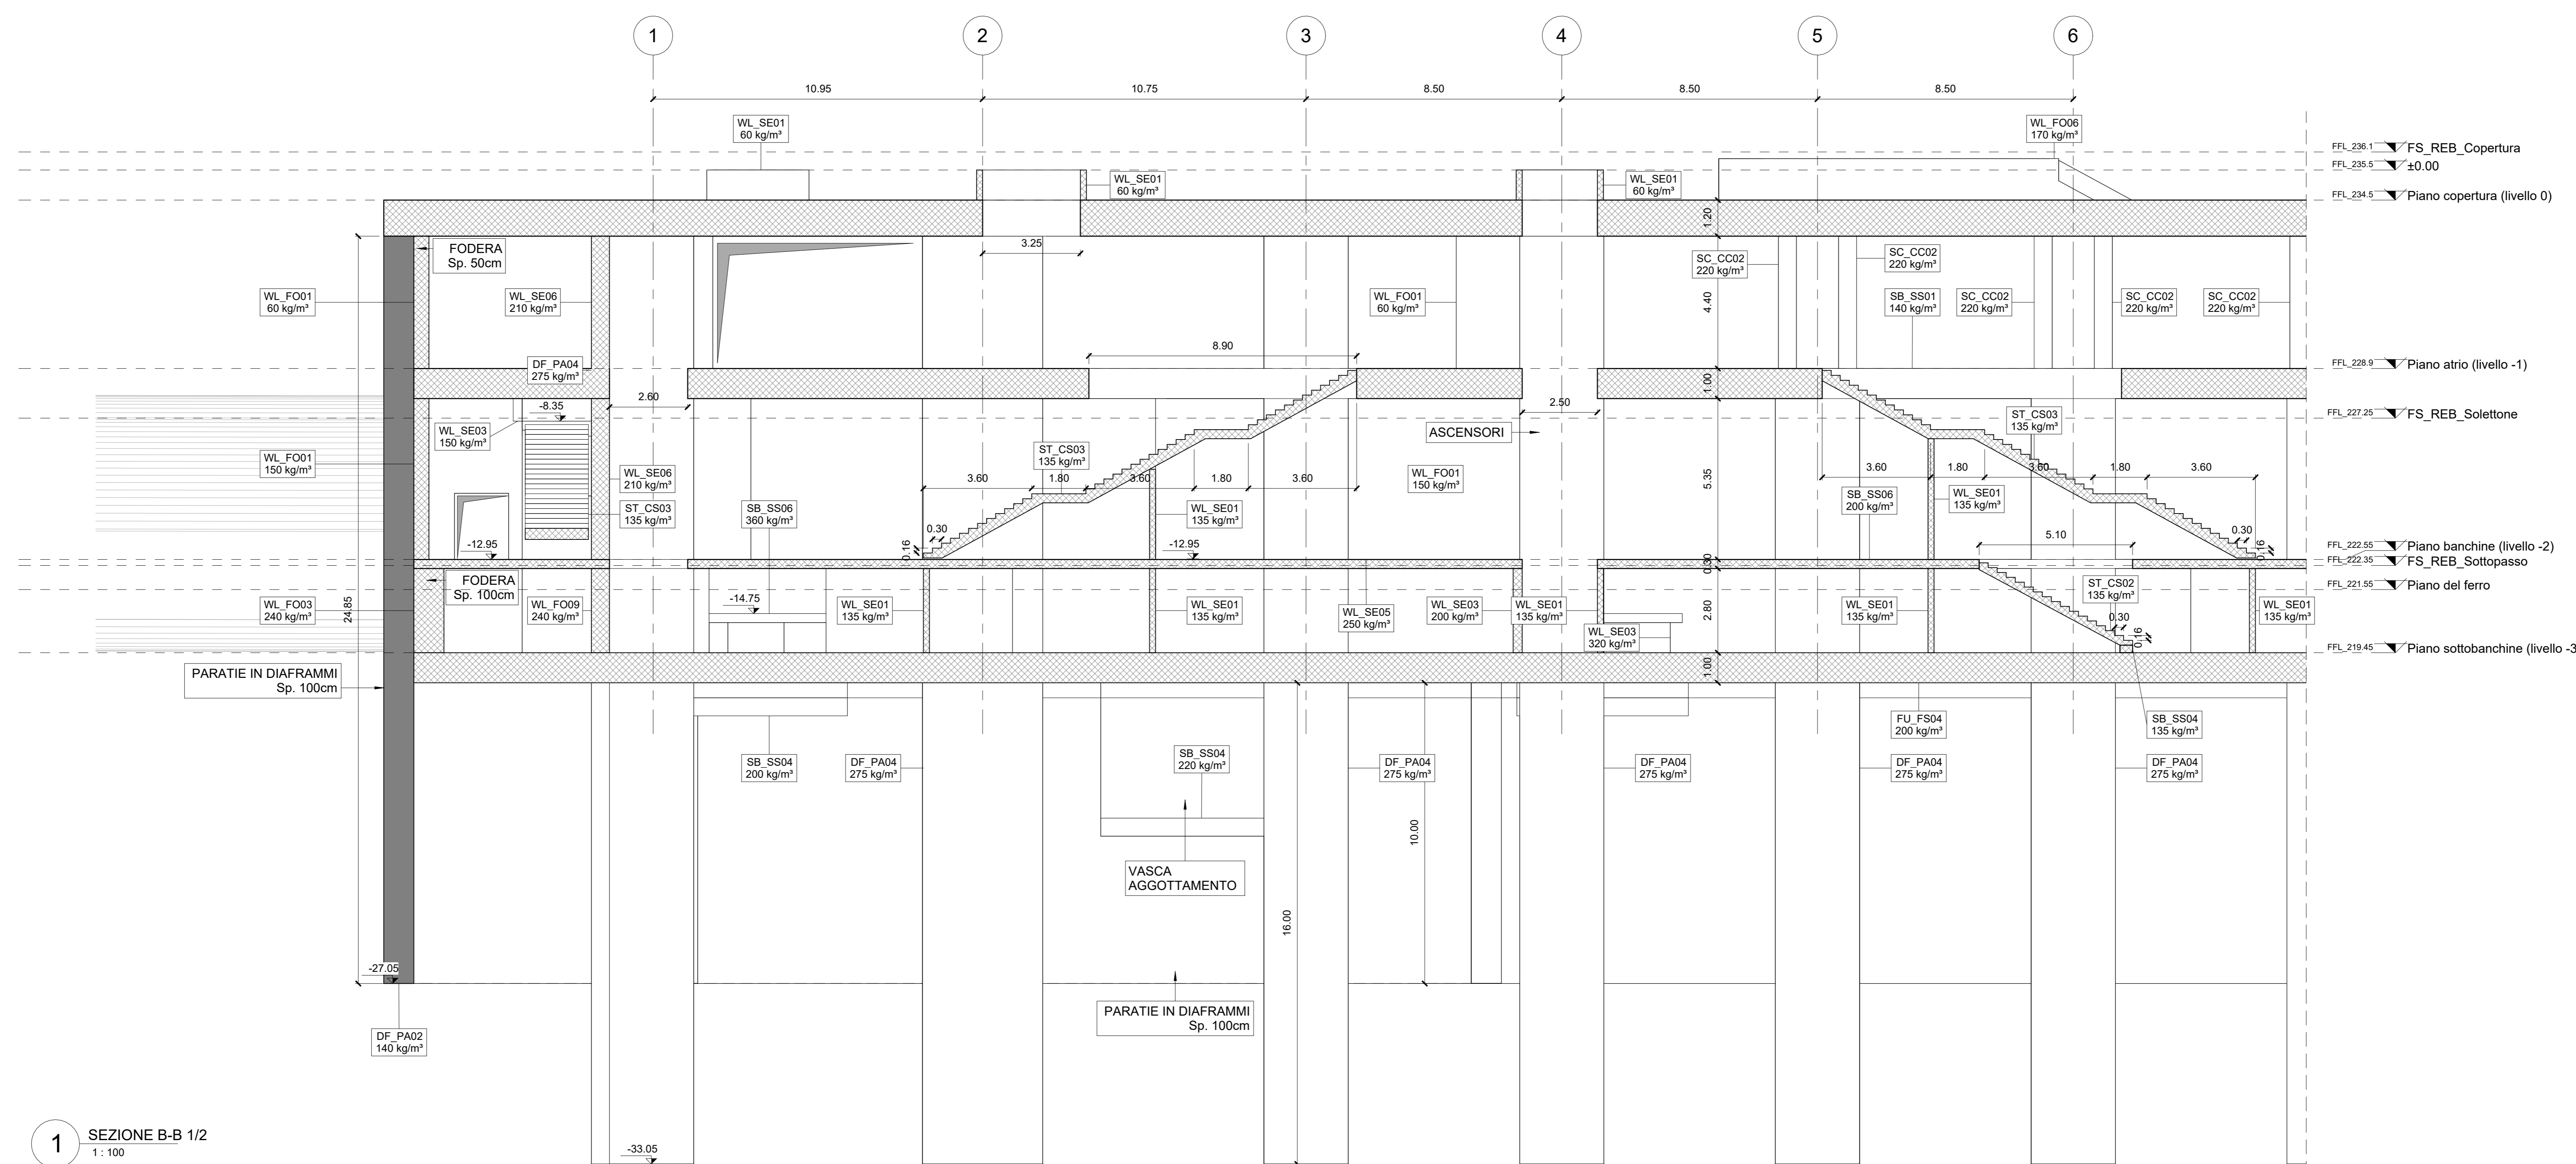 1
2
3
4
5
6
10.95
10.75
8.50
8.50
8.50
WL_SE01
60 kg/m³
WL_FO06
170 kg/m³
FFL_236.1
FS_REB_Copertura
FFL_235.5
±0.00
WL_SE01
60 kg/m³
WL_SE01
60 kg/m³
FFL_234.5
Piano copertura (livello 0)
1.20
FODERA
Sp. 50cm
3.25
SC_CC02
220 kg/m³
SC_CC02
220 kg/m³
WL_FO01
60 kg/m³
WL_SE06
210 kg/m³
WL_FO01
60 kg/m³
4.40
SB_SS01
140 kg/m³
SC_CC02
220 kg/m³
SC_CC02
220 kg/m³
SC_CC02
220 kg/m³
8.90
DF_PA04
275 kg/m³
FFL_228.9
Piano atrio (livello -1)
1.00
2.60
-8.35
2.50
FFL_227.25
FS_REB_Solettone
WL_SE03
150 kg/m³
ASCENSORI
ST_CS03
135 kg/m³
ST_CS03
135 kg/m³
WL_FO01
150 kg/m³
WL_SE06
210 kg/m³
WL_FO01
150 kg/m³
3.60
1.80
3.60
1.80
3.60
5.35
3.60
1.80
3.60
1.80
3.60
ST_CS03
135 kg/m³
SB_SS06
360 kg/m³
WL_SE01
135 kg/m³
SB_SS06
200 kg/m³
WL_SE01
135 kg/m³
0.30
0.16
-12.95
-12.95
5.10
0.30
0.16
FFL_222.55
Piano banchine (livello -2)
FFL_222.35
FS_REB_Sottopasso
0.30
FODERA
Sp. 100cm
FFL_221.55
Piano del ferro
24.85
WL_FO03
240 kg/m³
WL_FO09
240 kg/m³
-14.75
WL_SE01
135 kg/m³
WL_SE01
135 kg/m³
WL_SE05
250 kg/m³
WL_SE03
200 kg/m³
WL_SE01
135 kg/m³
WL_SE03
320 kg/m³
2.80
WL_SE01
135 kg/m³
ST_CS02
135 kg/m³
0.30
0.16
WL_SE01
135 kg/m³
FFL_219.45
Piano sottobanchine (livello -3
1.00
PARATIE IN DIAFRAMMI
Sp. 100cm
FU_FS04
200 kg/m³
SB_SS04
135 kg/m³
SB_SS04
200 kg/m³
DF_PA04
275 kg/m³
SB_SS04
220 kg/m³
DF_PA04
275 kg/m³
DF_PA04
275 kg/m³
DF_PA04
275 kg/m³
DF_PA04
275 kg/m³
10.00
VASCA
AGGOTTAMENTO
16.00
-27.05
PARATIE IN DIAFRAMMI
Sp. 100cm
DF_PA02
140 kg/m³
1
SEZIONE B-B 1/2
1 : 100
-33.05